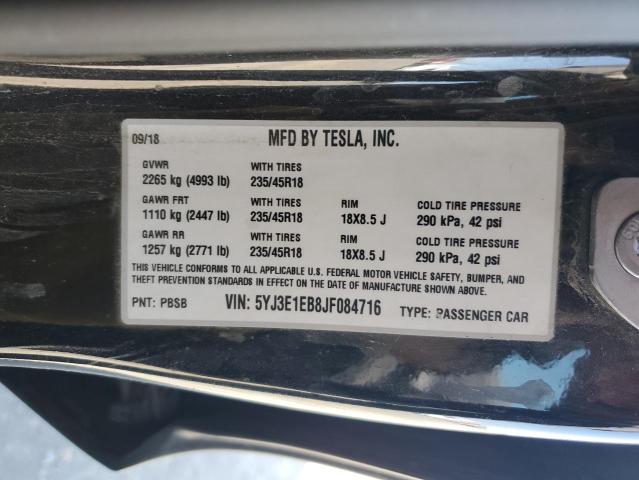 09/18 MFD BY TESLA, INC.
GVWR WITH TIRES
2265 kg (4993 lb) 235/45R18
GAWR FRT WITH TIRES RIM COLD TIRE PRESSURE
1110 kg (2447 lb) 235/45R18 18X8.5 J 290 kPa, 42 psi
GAWR RR WITH TIRES RIM COLD TIRE PRESSURE
1257 kg (2771 lb) 235/45R18 18X8.5 J 290 kPa, 42 psi
THIS VEHICLE CONFORMS TO ALL APPLICABLE U.S. FEDERAL MOTOR VEHICLE SAFETY, BUMPER, AND
THEFT PREVENTION STANDARDS IN EFFECT ON THE DATE OF MANUFACTURE SHOWN ABOVE.
PNT: PBSB VIN: 5YJ3E1EB8JF084716 TYPE: PASSENGER CAR